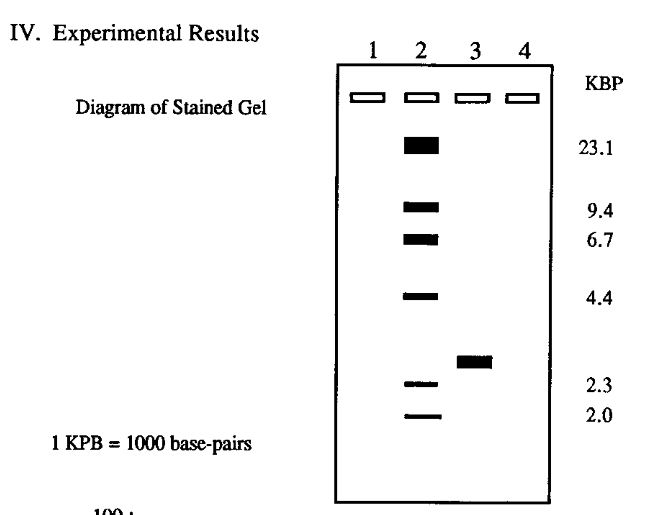 IV. Experimental Results
1 2 3 4
KBP
Diagram of Stained Gel
23.1
9.4
6.7
4.4
2.3
2.0
1 KPB = 1000 base-pairs